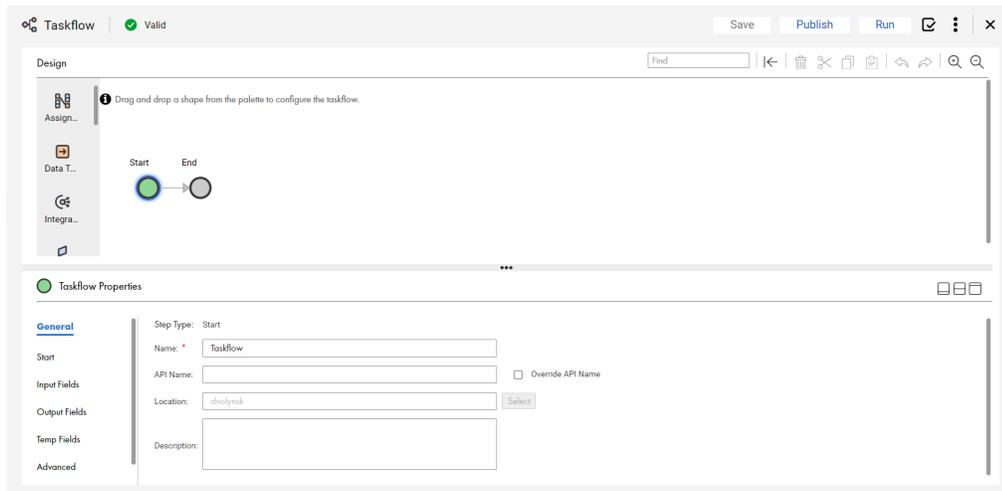 Taskflow
Valid
Save
Publish
Run
Design
Find
Assign...
Drag and drop a shape from the palette to configure the taskflow.
Data T...
Start
End
Integra...
Taskflow Properties
General
Step Type: Start
Name: * Taskflow
Start
API Name:
Override API Name
Input Fields
Location: dvolynsk
Select
Output Fields
Temp Fields
Description:
Advanced